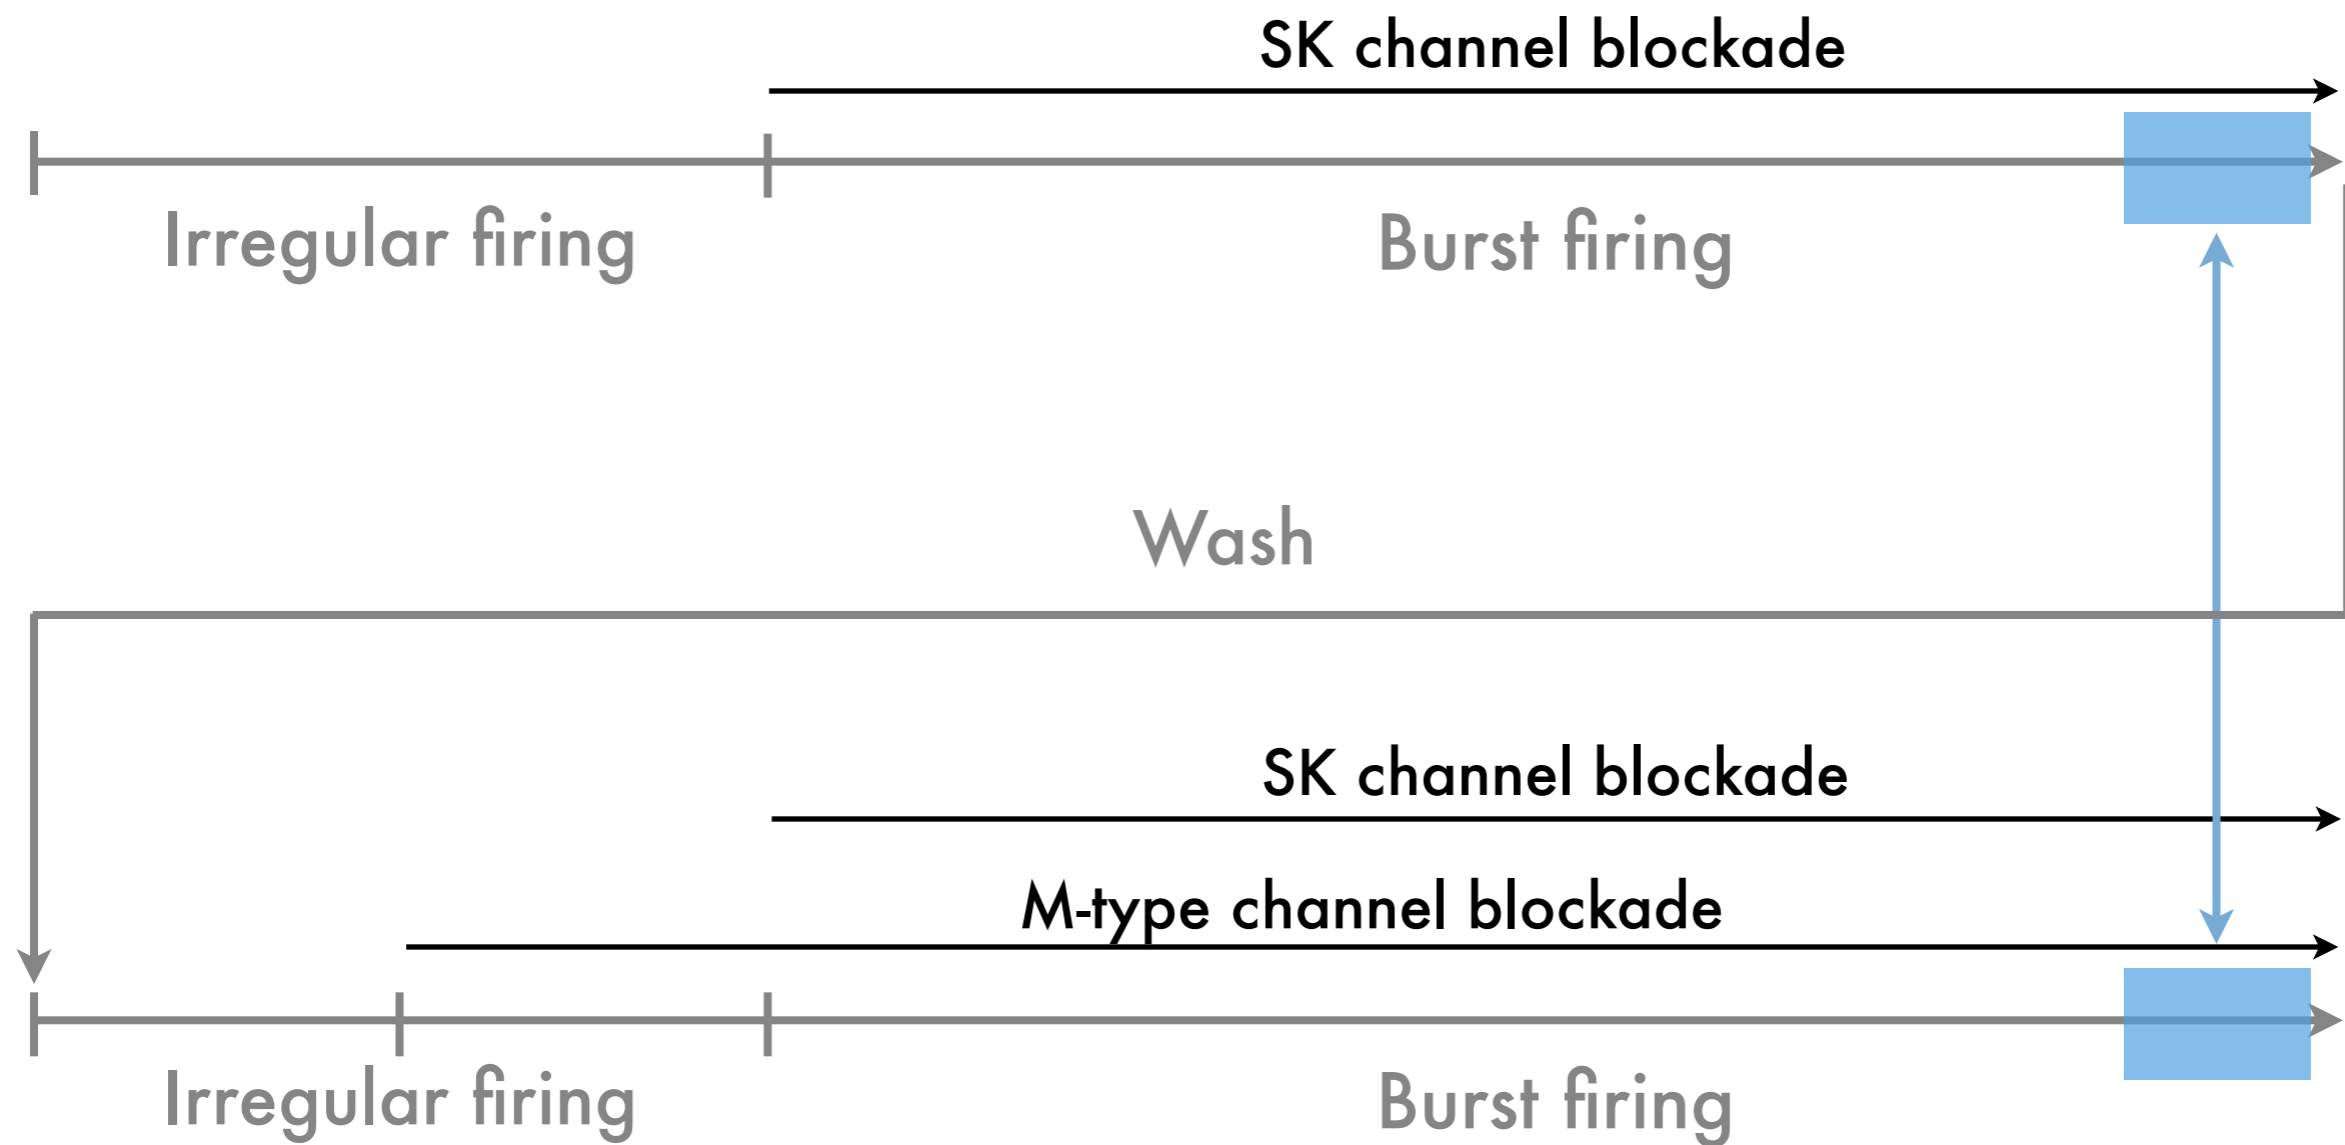 SK channel blockade
Irregular firing
Burst firing
Wash
SK channel blockade
M-type channel blockade
Irregular firing
Burst firing